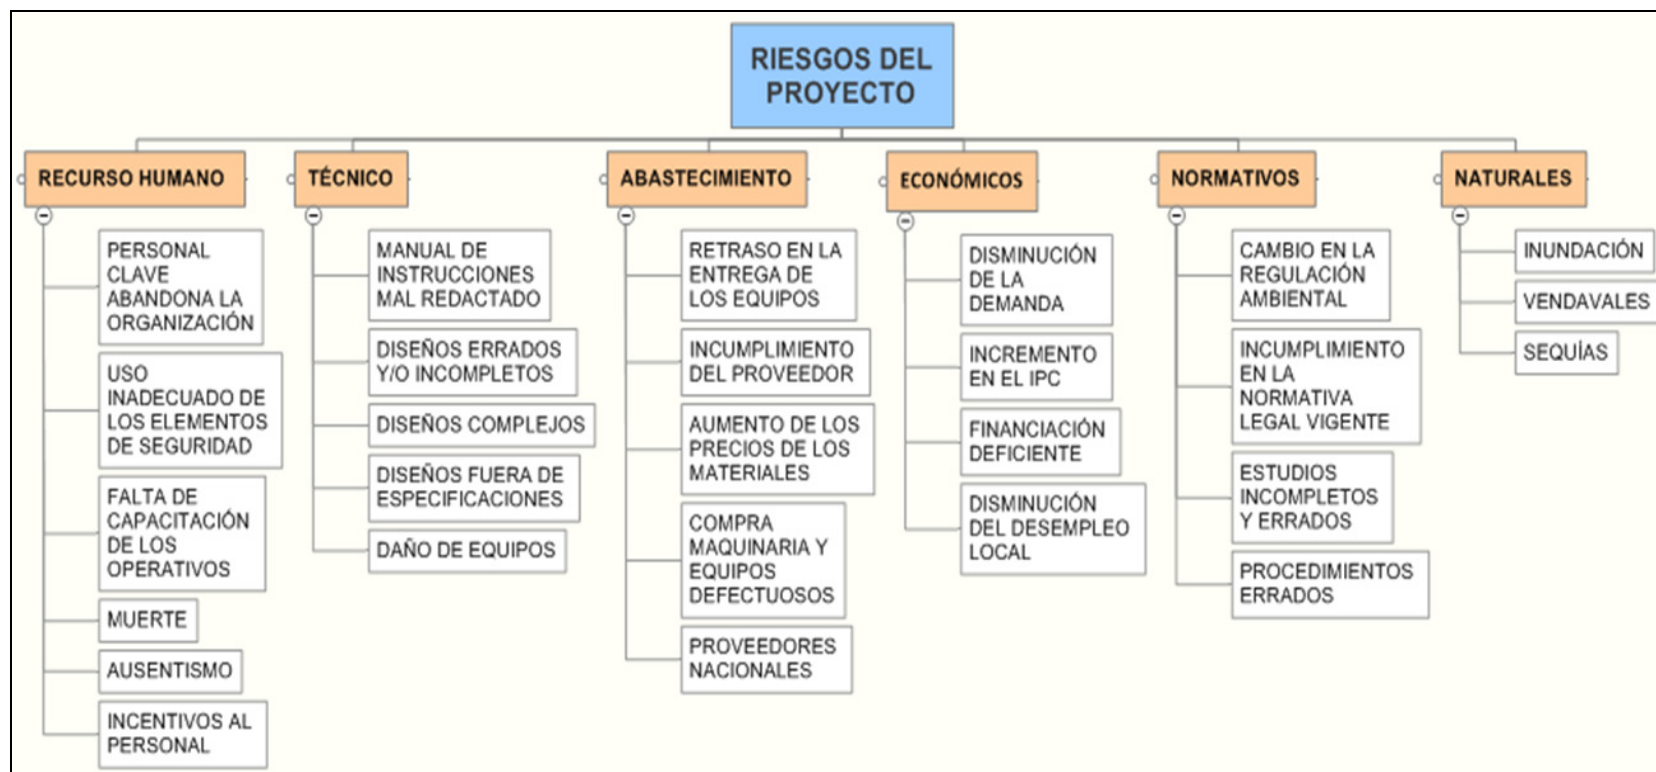 RIESGOS DEL
PROYECTO
RECURSO HUMANO
PERSONAL
CLAVE
ABANDONA LA
ORGANIZACIÓN
USO
INADECUADO DE
LOS ELEMENTOS
DE SEGURIDAD
FALTA DE
CAPACITACIÓN
DE LOS
OPERATIVOS
MUERTE
AUSENTISMO
INCENTIVOS AL
PERSONAL
TÉCNICO
MANUAL DE
INSTRUCCIONES
MAL REDACTADO
DISEÑOS ERRADOS
Y/O INCOMPLETOS
DISEÑOS COMPLEJOS
DISEÑOS FUERA DE
ESPECIFICACIONES
DAÑO DE EQUIPOS
ABASTECIMIENTO
RETRASO EN LA
ENTREGA DE
LOS EQUIPOS
INCUMPLIMIENTO
DEL PROVEEDOR
AUMENTO DE LOS
PRECIOS DE LOS
MATERIALES
COMPRA
MAQUINARIA Y
EQUIPOS
DEFECTUOSOS
PROVEEDORES
NACIONALES
ECONÓMICOS
DISMINUCIÓN
DE LA
DEMANDA
INCREMENTO
EN EL IPC
FINANCIACIÓN
DEFICIENTE
DISMINUCIÓN
DEL DESEMPLEO
LOCAL
NORMATIVOS
CAMBIO EN LA
REGULACIÓN
AMBIENTAL
INCUMPLIMIENTO
EN LA
NORMATIVA
LEGAL VIGENTE
ESTUDIOS
INCOMPLETOS
Y ERRADOS
PROCEDIMIENTOS
ERRADOS
NATURALES
INUNDACIÓN
VENDAVALES
SEQUÍAS